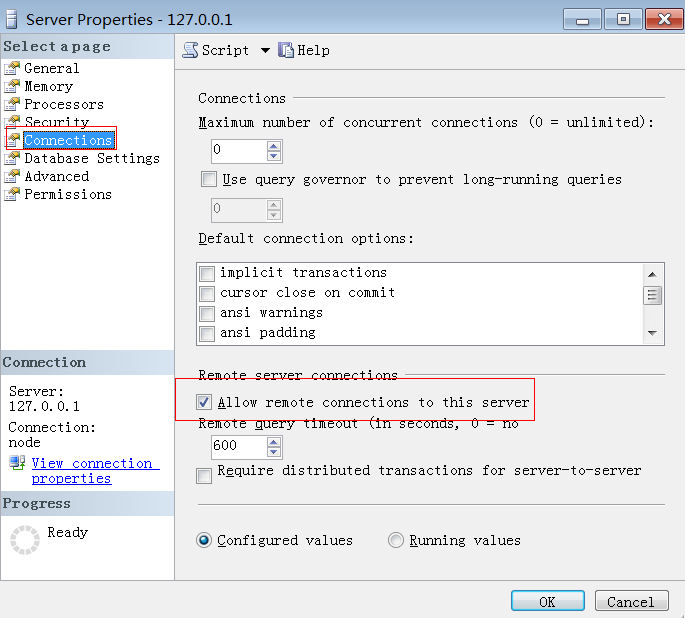 Server Properties - 127.0.0.1
Select a page
General
Memory
Processors
Security
Connections
Database Settings
Advanced
Permissions
Connection
Server:
127.0.0.1
Connection:
node
View connection
properties
Progress
Ready
Script
Help
Connections
Maximum number of concurrent connections (0 = unlimited):
0
Use query governor to prevent long-running queries
0
Default connection options:
implicit transactions
cursor close on commit
ansi warnings
ansi padding
Remote server connections
Allow remote connections to this server
Remote query timeout (in seconds, 0 = no
600
Require distributed transactions for server-to-server
Configured values
Running values
OK
Cancel